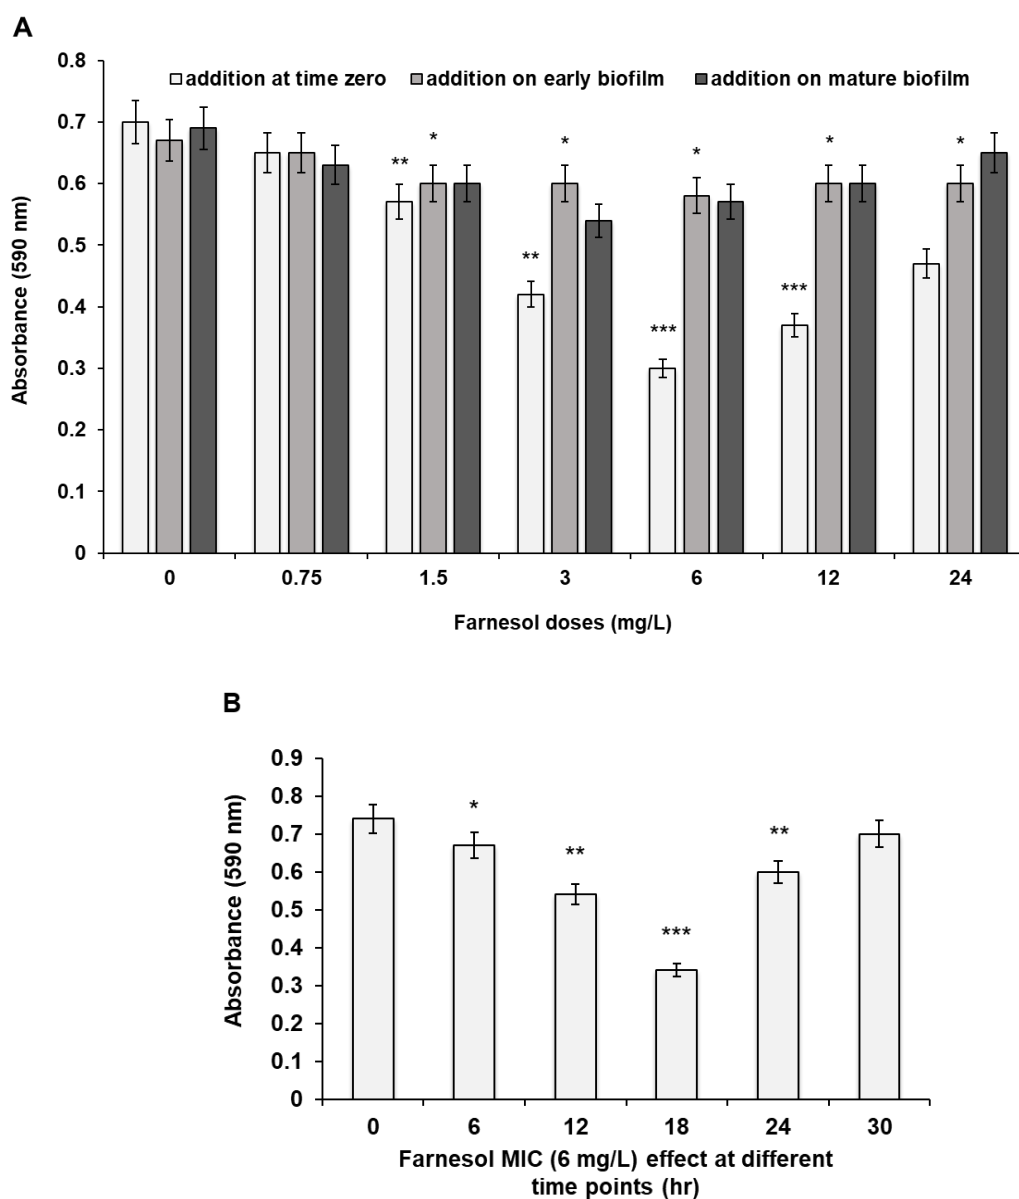 A
0.8
addition at time zero addition on early biofilm addition on mature biofilm
0.7
0.6
0.5
0.4
0.3
0.2
0.1
0
Absorbance (590 nm)
** * * * * *
** *** ***
0 0.75 1.5 3 6 12 24
Farnesol doses (mg/L)
B
0.9
0.8
0.7
0.6
0.5
0.4
0.3
0.2
0.1
0
Absorbance (590 nm)
* ** *** **
0 6 12 18 24 30
Farnesol MIC (6 mg/L) effect at different
time points (hr)